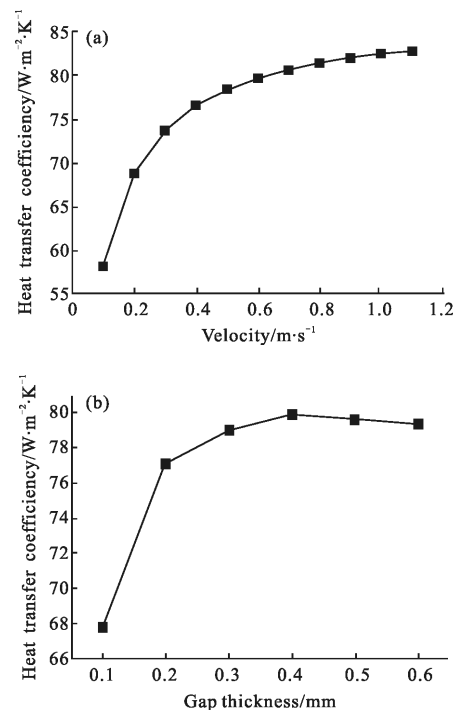 (a)
Heat transfer coefficiency/W·m⁻²·K⁻¹
85
80
75
70
65
60
55
0 0.2 0.4 0.6 0.8 1.0 1.2
Velocity/m·s⁻¹
(b)
Heat transfer coefficiency/W·m⁻²·K⁻¹
80
78
76
74
72
70
68
66
0.1 0.2 0.3 0.4 0.5 0.6
Gap thickness/mm